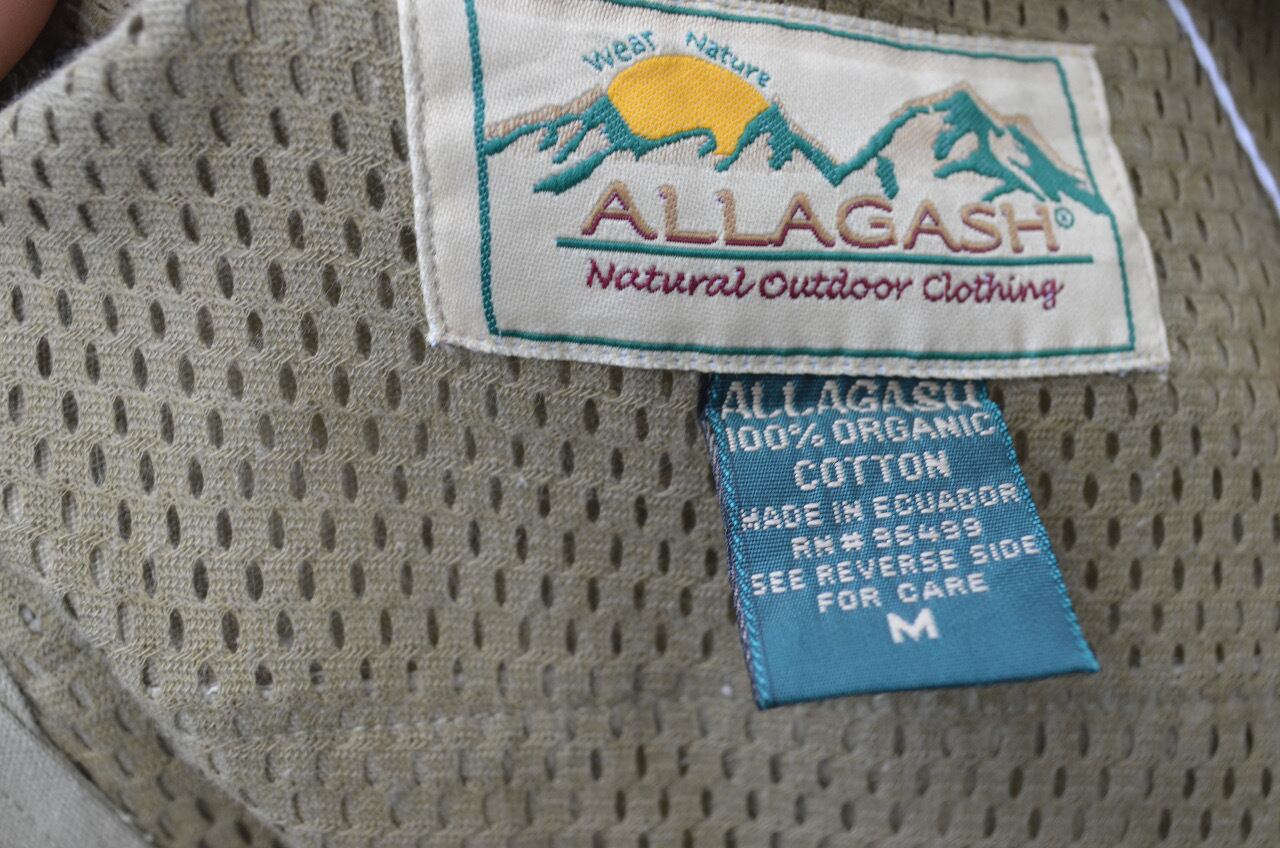 Wear Nature
ALLAGASH®
Natural Outdoor Clothing
ALLAGASH
100% ORGANIC
COTTON
MADE IN ECUADOR
RN# 95499
SEE REVERSE SIDE
FOR CARE
M